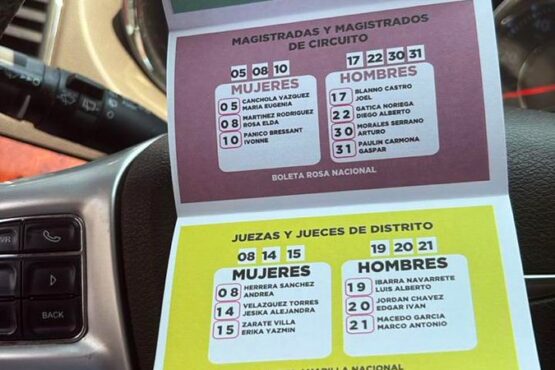 MAGISTRADAS Y MAGISTRADOS
DE CIRCUITO
05 08 10
MUJERES
05 CANCHOLA VAZQUEZ
MARIA EUGENIA
08 MARTINEZ RODRIGUEZ
ROSA ELDA
10 PANICO BRESSANT
IVONNE
17 22 30 31
HOMBRES
17 BLANNO CASTRO
JOEL
22 GATICA NORIEGA
DIEGO ALBERTO
30 MORALES SERRANO
ARTURO
31 PAULIN CARMONA
GASPAR
BOLETA ROSA NACIONAL
JUEZAS Y JUECES DE DISTRITO
08 14 15
MUJERES
08 HERRERA SANCHEZ
ANDREA
14 VELAZQUEZ TORRES
JESIKA ALEJANDRA
15 ZARATE VILLA
ERIKA YAZMIN
19 20 21
HOMBRES
19 IBARRA NAVARRETE
LUIS ALBERTO
20 JORDAN CHAVEZ
EDGAR IVAN
21 MACEDO GARCIA
MARCO ANTONIO
NACIONAL
BACK